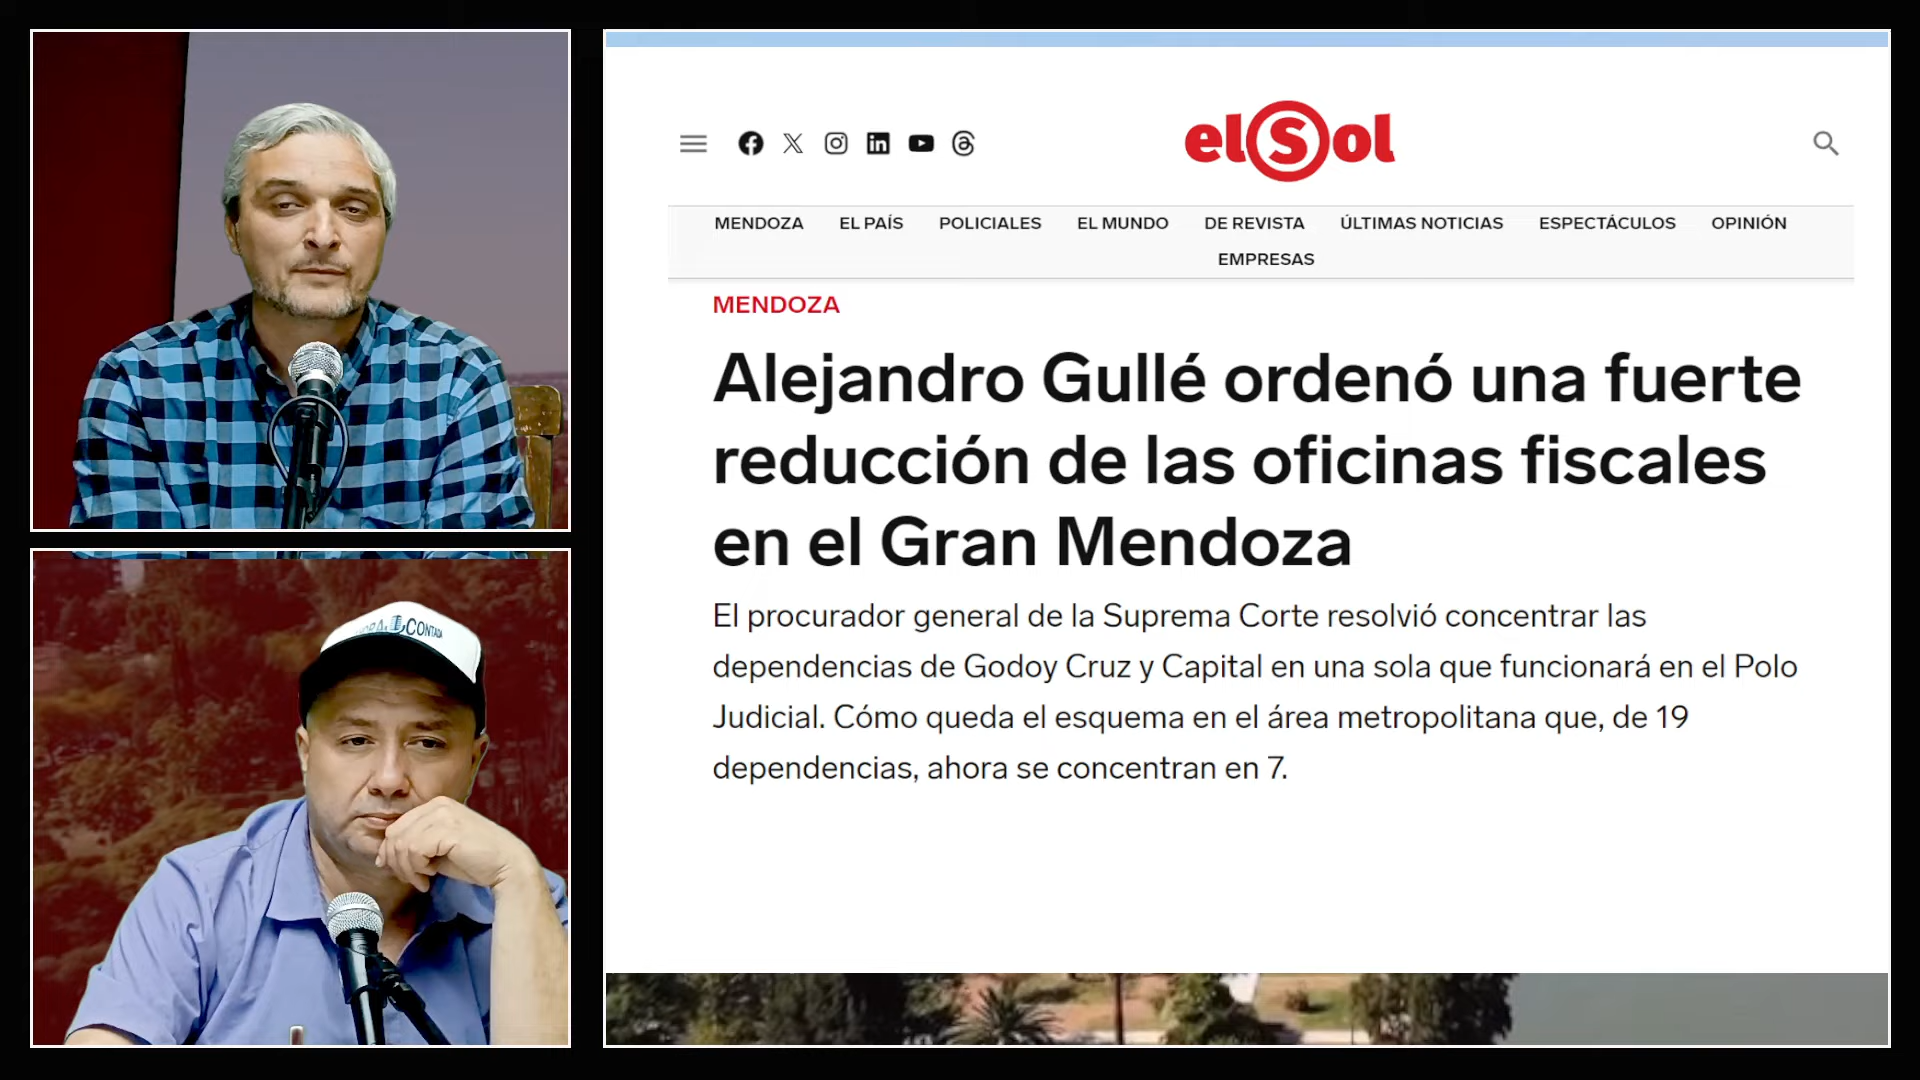 CONTADA
elSol
MENDOZA EL PAÍS POLICIALES EL MUNDO DE REVISTA ÚLTIMAS NOTICIAS ESPECTÁCULOS OPINIÓN
EMPRESAS
MENDOZA
Alejandro Gullé ordenó una fuerte
reducción de las oficinas fiscales
en el Gran Mendoza
El procurador general de la Suprema Corte resolvió concentrar las
dependencias de Godoy Cruz y Capital en una sola que funcionará en el Polo
Judicial. Cómo queda el esquema en el área metropolitana que, de 19
dependencias, ahora se concentran en 7.